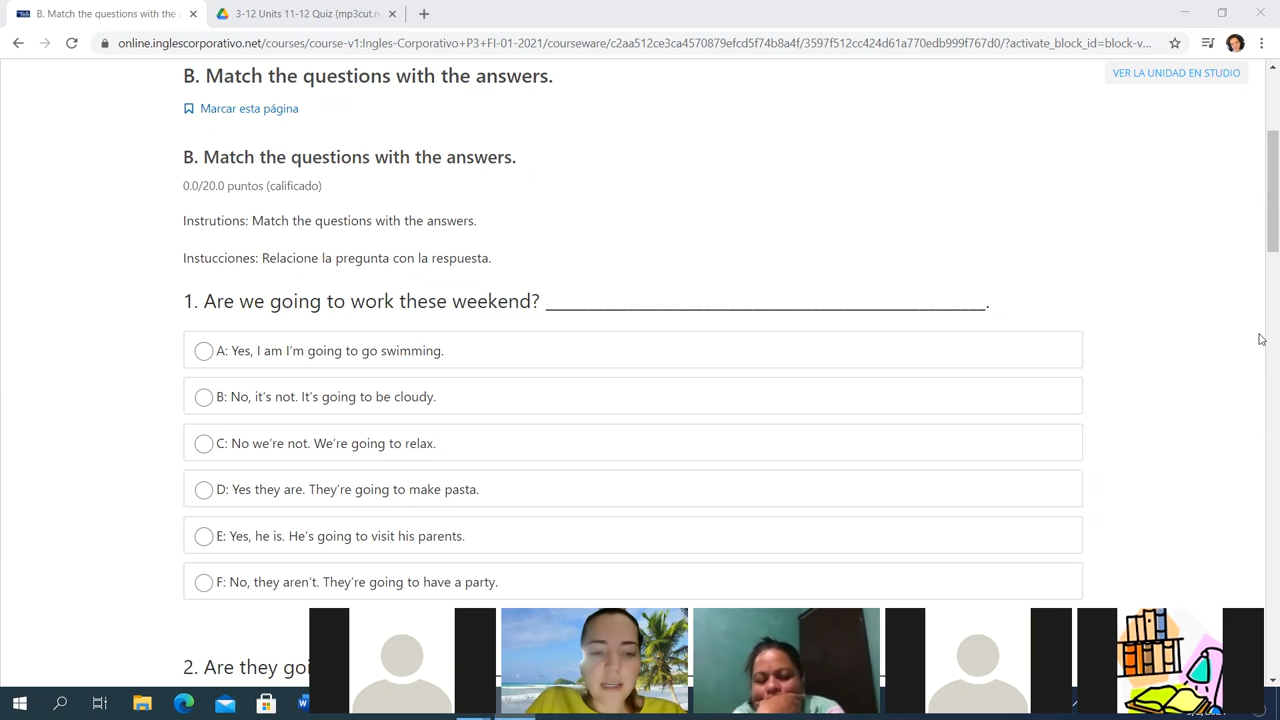 B. Match the questions with the a
3-12 Units 11-12 Quiz (mp3cut.n
online.inglescorporativo.net/courses/course-v1:Ingles-Corporativo+P3+FI-01-2021/courseware/c2aa512ce3ca4570879efcd5f74b8a4f/3597f512cc424d61a770edb999f767d0/?activate_block_id=block-v...
B. Match the questions with the answers.
VER LA UNIDAD EN STUDIO
Marcar esta página
B. Match the questions with the answers.
0.0/20.0 puntos (calificado)
Instrutions: Match the questions with the answers.
Instucciones: Relacione la pregunta con la respuesta.
1. Are we going to work these weekend? ________________________________________.
A: Yes, I am I'm going to go swimming.
B: No, it's not. It's going to be cloudy.
C: No we're not. We're going to relax.
D: Yes they are. They're going to make pasta.
E: Yes, he is. He's going to visit his parents.
F: No, they aren't. They're going to have a party.
2. Are they goi